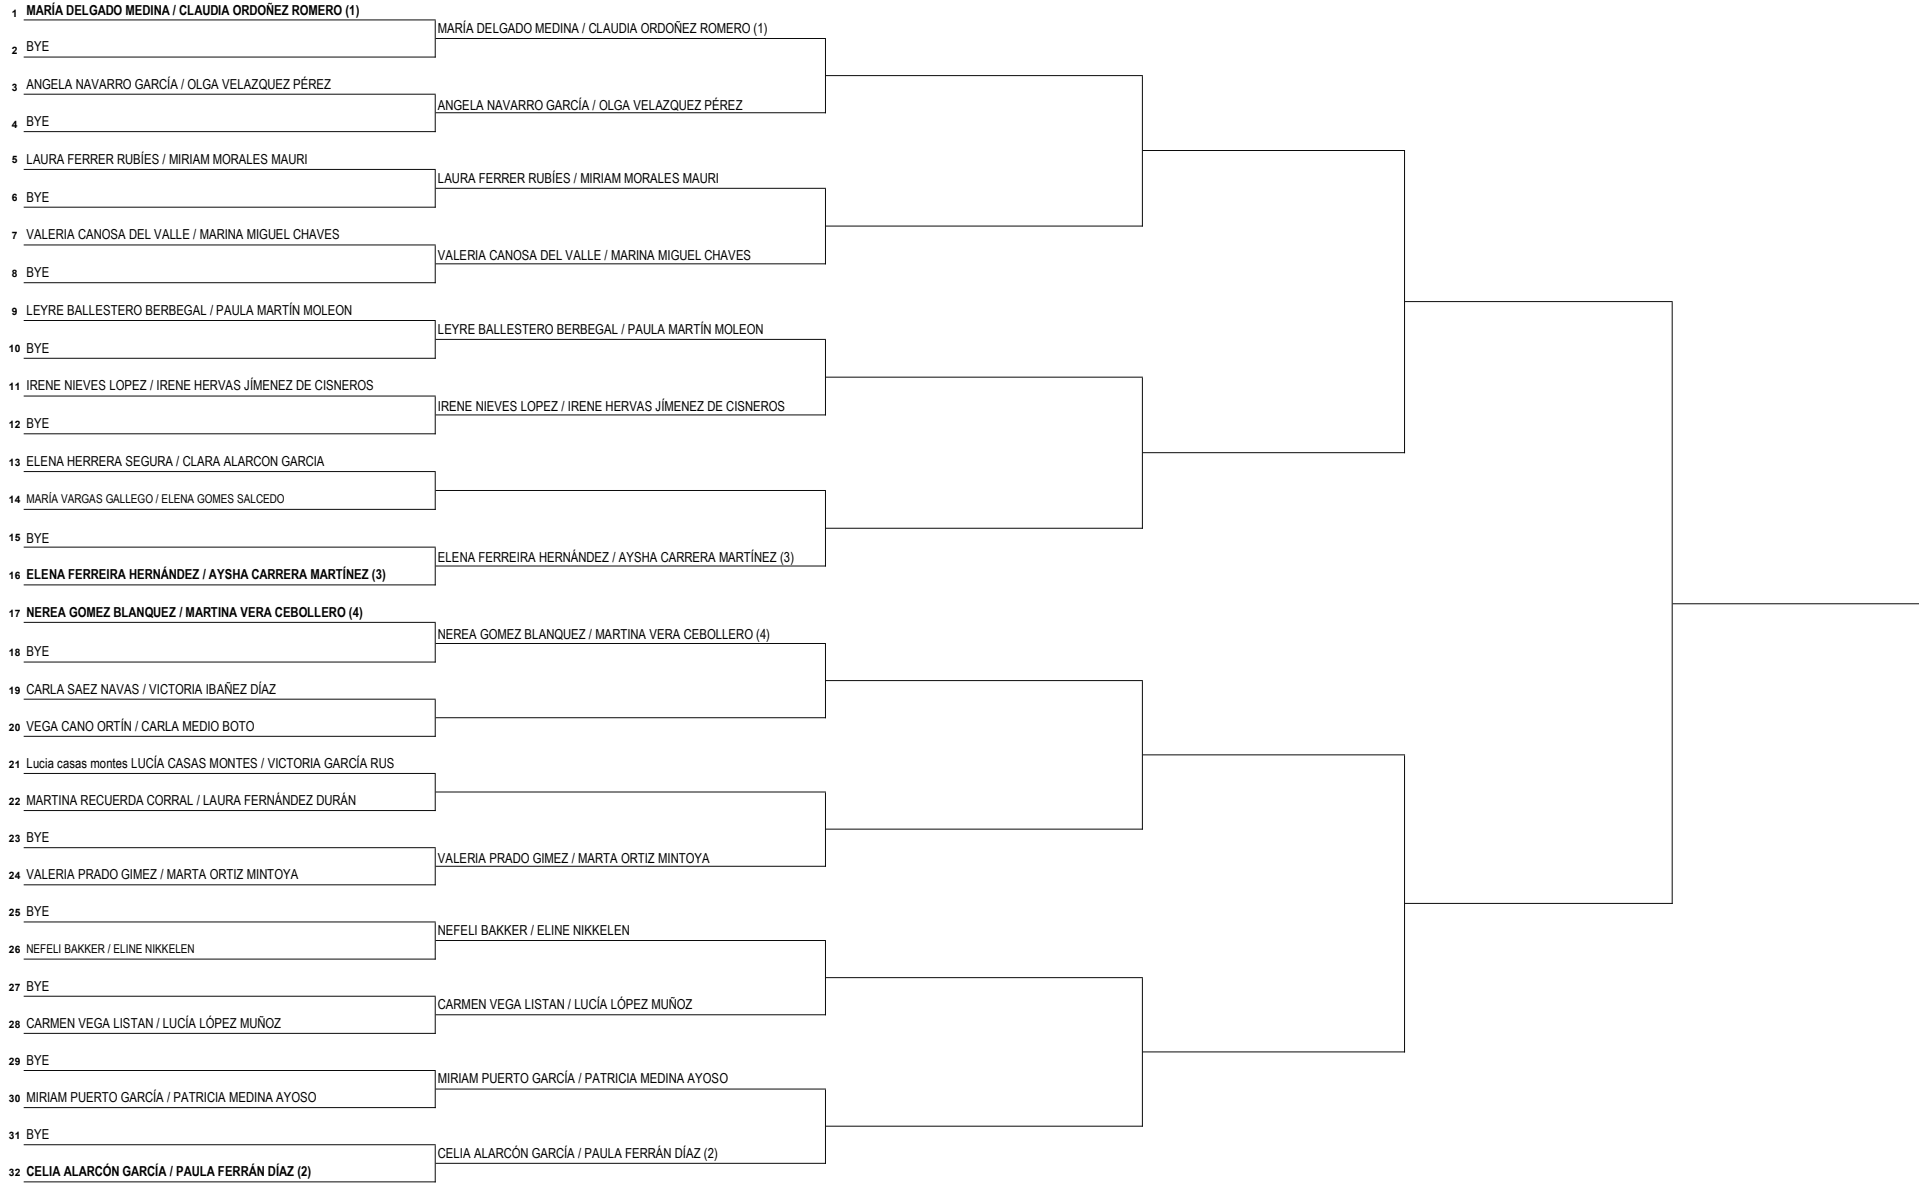 1 MARÍA DELGADO MEDINA / CLAUDIA ORDOÑEZ ROMERO (1)
MARÍA DELGADO MEDINA / CLAUDIA ORDOÑEZ ROMERO (1)
2 BYE
3 ANGELA NAVARRO GARCÍA / OLGA VELAZQUEZ PÉREZ
ANGELA NAVARRO GARCÍA / OLGA VELAZQUEZ PÉREZ
4 BYE
5 LAURA FERRER RUBÍES / MIRIAM MORALES MAURI
LAURA FERRER RUBÍES / MIRIAM MORALES MAURI
6 BYE
7 VALERIA CANOSA DEL VALLE / MARINA MIGUEL CHAVES
VALERIA CANOSA DEL VALLE / MARINA MIGUEL CHAVES
8 BYE
9 LEYRE BALLESTERO BERBEGAL / PAULA MARTÍN MOLEON
LEYRE BALLESTERO BERBEGAL / PAULA MARTÍN MOLEON
10 BYE
11 IRENE NIEVES LOPEZ / IRENE HERVAS JÍMENEZ DE CISNEROS
IRENE NIEVES LOPEZ / IRENE HERVAS JÍMENEZ DE CISNEROS
12 BYE
13 ELENA HERRERA SEGURA / CLARA ALARCON GARCIA
14 MARÍA VARGAS GALLEGO / ELENA GOMES SALCEDO
15 BYE
ELENA FERREIRA HERNÁNDEZ / AYSHA CARRERA MARTÍNEZ (3)
16 ELENA FERREIRA HERNÁNDEZ / AYSHA CARRERA MARTÍNEZ (3)
17 NEREA GOMEZ BLANQUEZ / MARTINA VERA CEBOLLERO (4)
NEREA GOMEZ BLANQUEZ / MARTINA VERA CEBOLLERO (4)
18 BYE
19 CARLA SAEZ NAVAS / VICTORIA IBAÑEZ DÍAZ
20 VEGA CANO ORTÍN / CARLA MEDIO BOTO
21 Lucia casas montes LUCÍA CASAS MONTES / VICTORIA GARCÍA RUS
22 MARTINA RECUERDA CORRAL / LAURA FERNÁNDEZ DURÁN
23 BYE
VALERIA PRADO GIMEZ / MARTA ORTIZ MINTOYA
24 VALERIA PRADO GIMEZ / MARTA ORTIZ MINTOYA
25 BYE
NEFELI BAKKER / ELINE NIKKELEN
26 NEFELI BAKKER / ELINE NIKKELEN
27 BYE
CARMEN VEGA LISTAN / LUCÍA LÓPEZ MUÑOZ
28 CARMEN VEGA LISTAN / LUCÍA LÓPEZ MUÑOZ
29 BYE
MIRIAM PUERTO GARCÍA / PATRICIA MEDINA AYOSO
30 MIRIAM PUERTO GARCÍA / PATRICIA MEDINA AYOSO
31 BYE
CELIA ALARCÓN GARCÍA / PAULA FERRÁN DÍAZ (2)
32 CELIA ALARCÓN GARCÍA / PAULA FERRÁN DÍAZ (2)